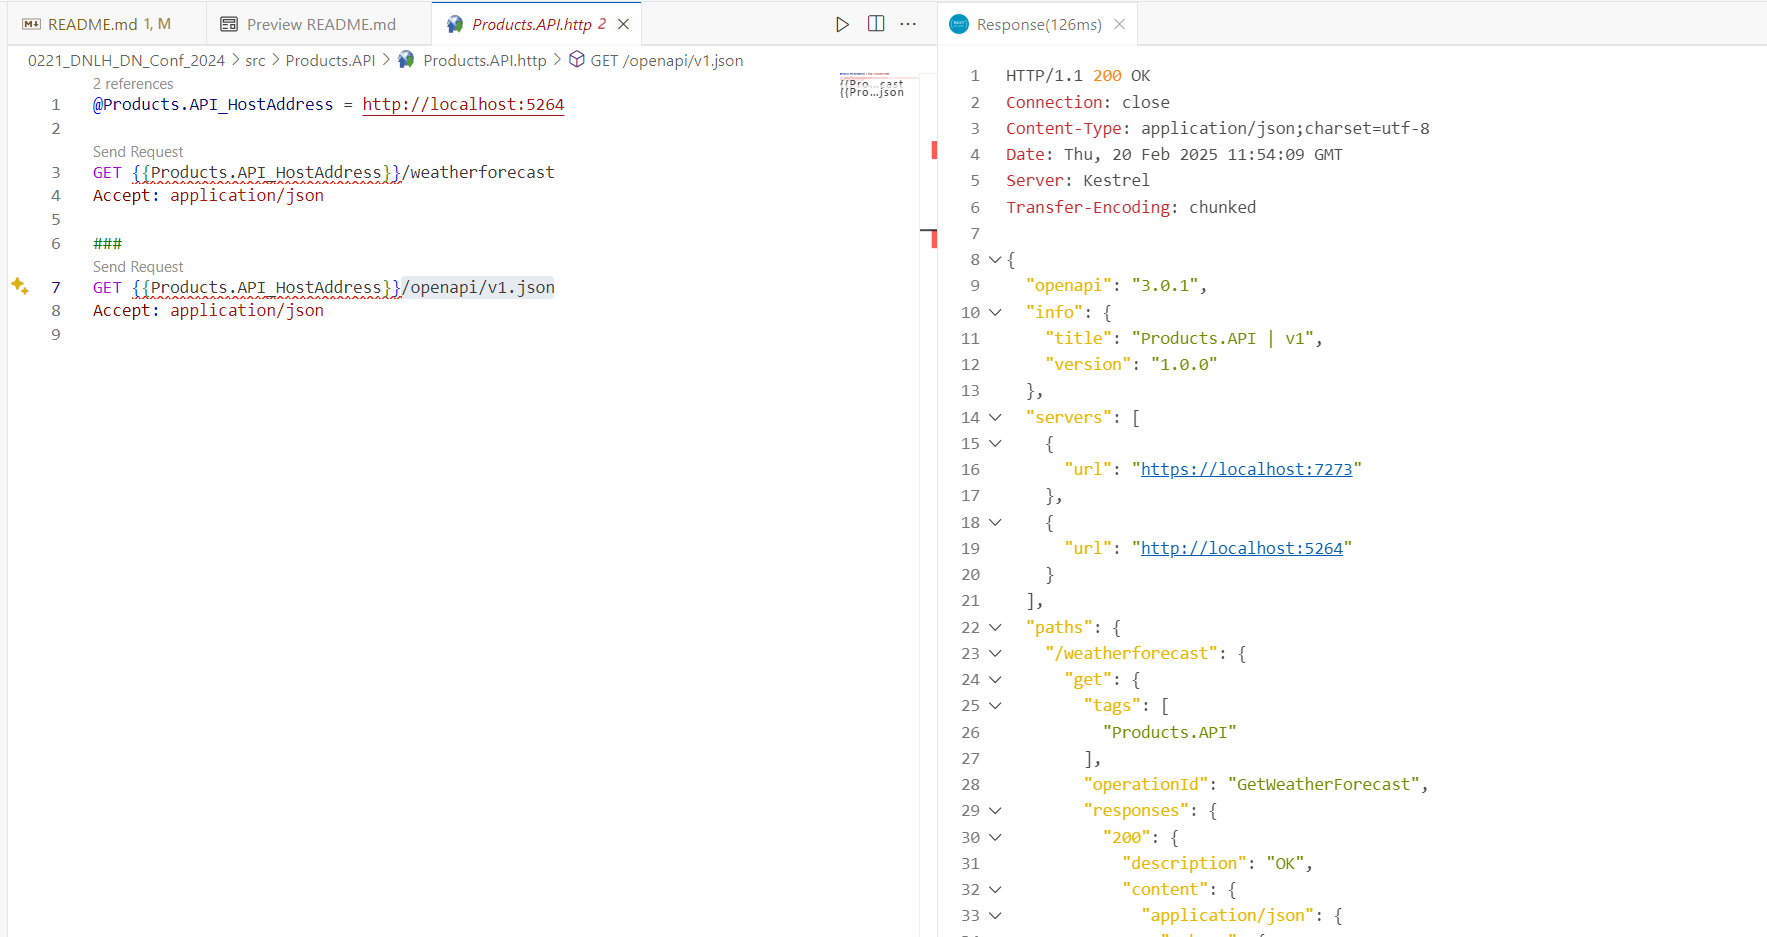 README.md 1, M
Preview README.md
Products.API.http 2
Response(126ms)
0221_DNLH_DN_Conf_2024 > src > Products.API > Products.API.http > GET /openapi/v1.json
2 references
1 @Products.API_HostAddress = http://localhost:5264
2
Send Request
3 GET {{Products.API_HostAddress}}/weatherforecast
4 Accept: application/json
5
6 ###
Send Request
7 GET {{Products.API_HostAddress}}/openapi/v1.json
8 Accept: application/json
9
{{Pro...cast
{{Pro...json
1 HTTP/1.1 200 OK
2 Connection: close
3 Content-Type: application/json;charset=utf-8
4 Date: Thu, 20 Feb 2025 11:54:09 GMT
5 Server: Kestrel
6 Transfer-Encoding: chunked
7
8 {
9 "openapi": "3.0.1",
10 "info": {
11 "title": "Products.API | v1",
12 "version": "1.0.0"
13 },
14 "servers": [
15 {
16 "url": "https://localhost:7273"
17 },
18 {
19 "url": "http://localhost:5264"
20 }
21 ],
22 "paths": {
23 "/weatherforecast": {
24 "get": {
25 "tags": [
26 "Products.API"
27 ],
28 "operationId": "GetWeatherForecast",
29 "responses": {
30 "200": {
31 "description": "OK",
32 "content": {
33 "application/json": {